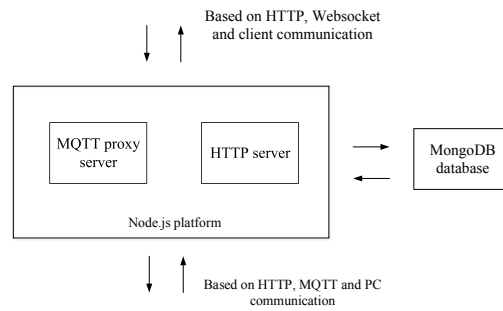 Based on HTTP, Websocket
and client communication
MQTT proxy
server
HTTP server
MongoDB
database
Node.js platform
Based on HTTP, MQTT and PC
communication